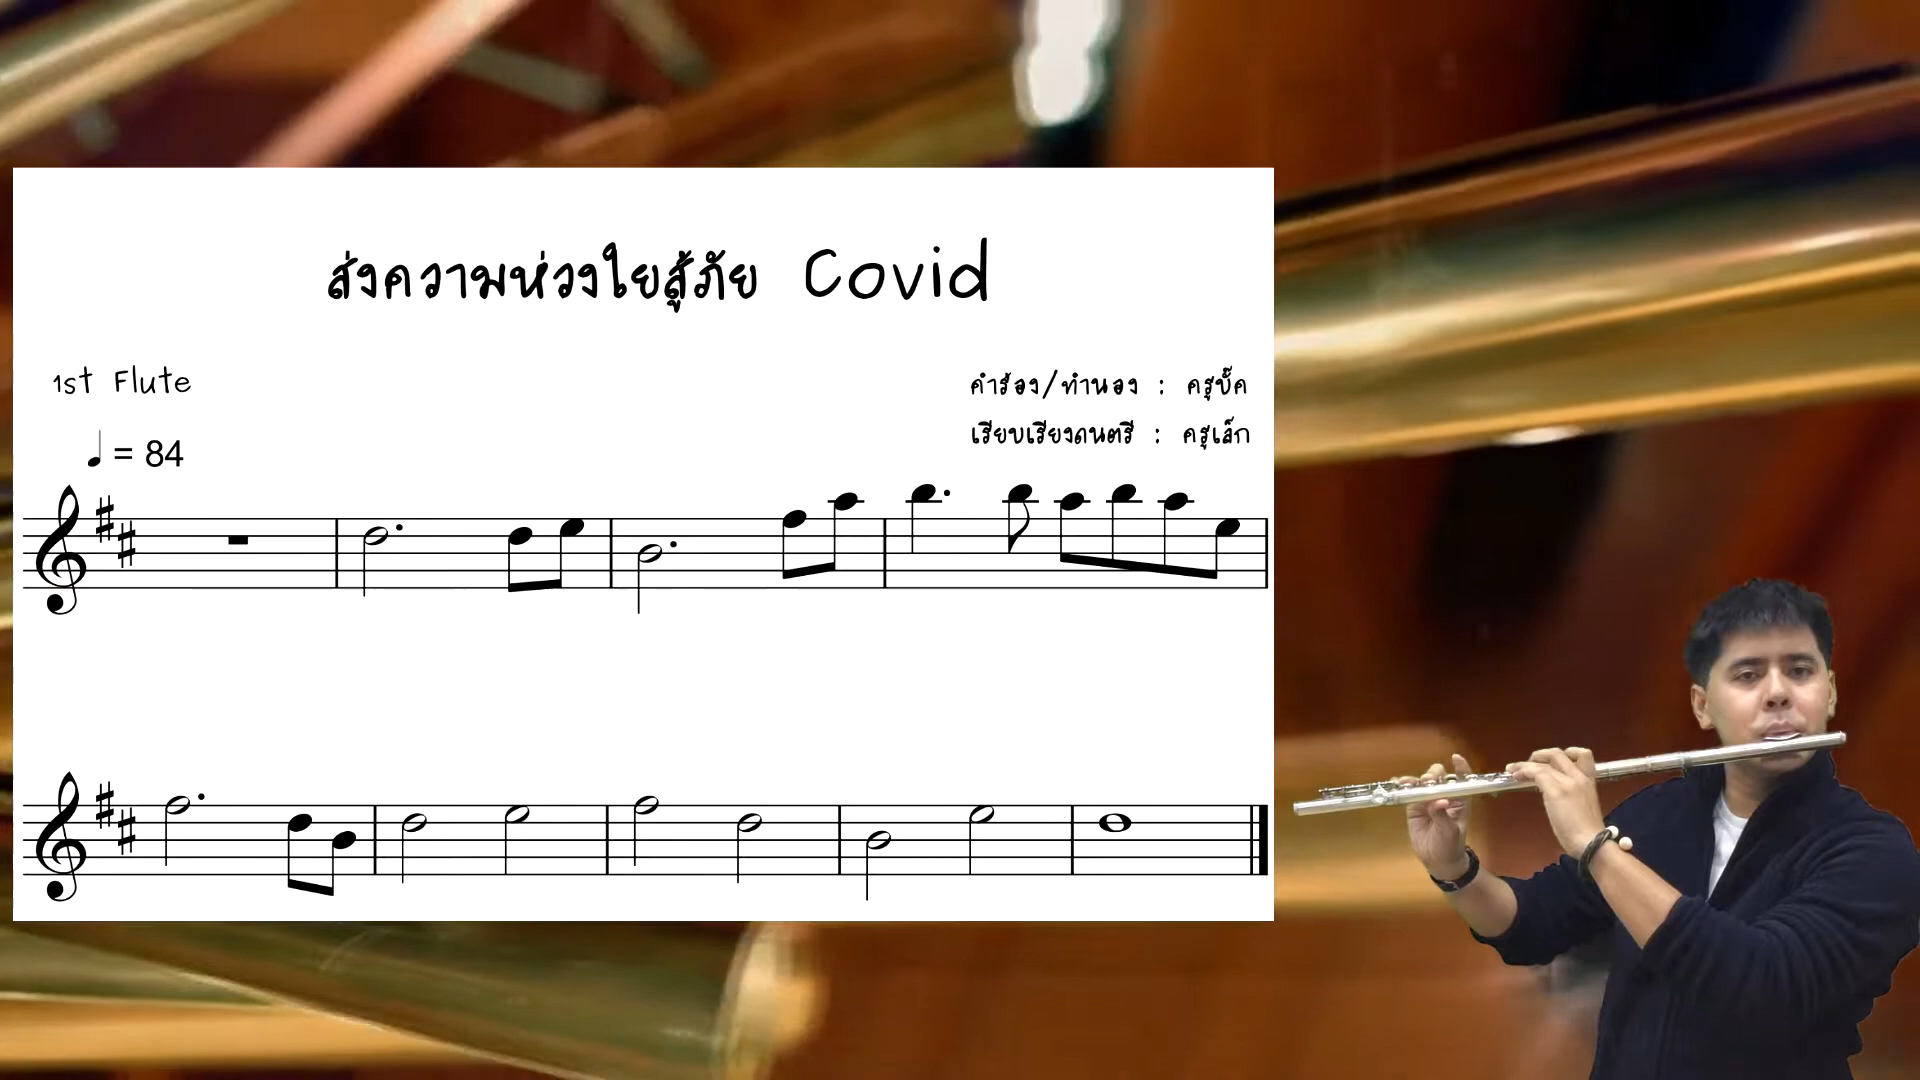 ส่งความห่วงใยสู้ภัย Covid
1st Flute
คำร้อง/ทำนอง : ครูบั๊ค
เรียบเรียงดนตรี : ครูเล็ก
= 84